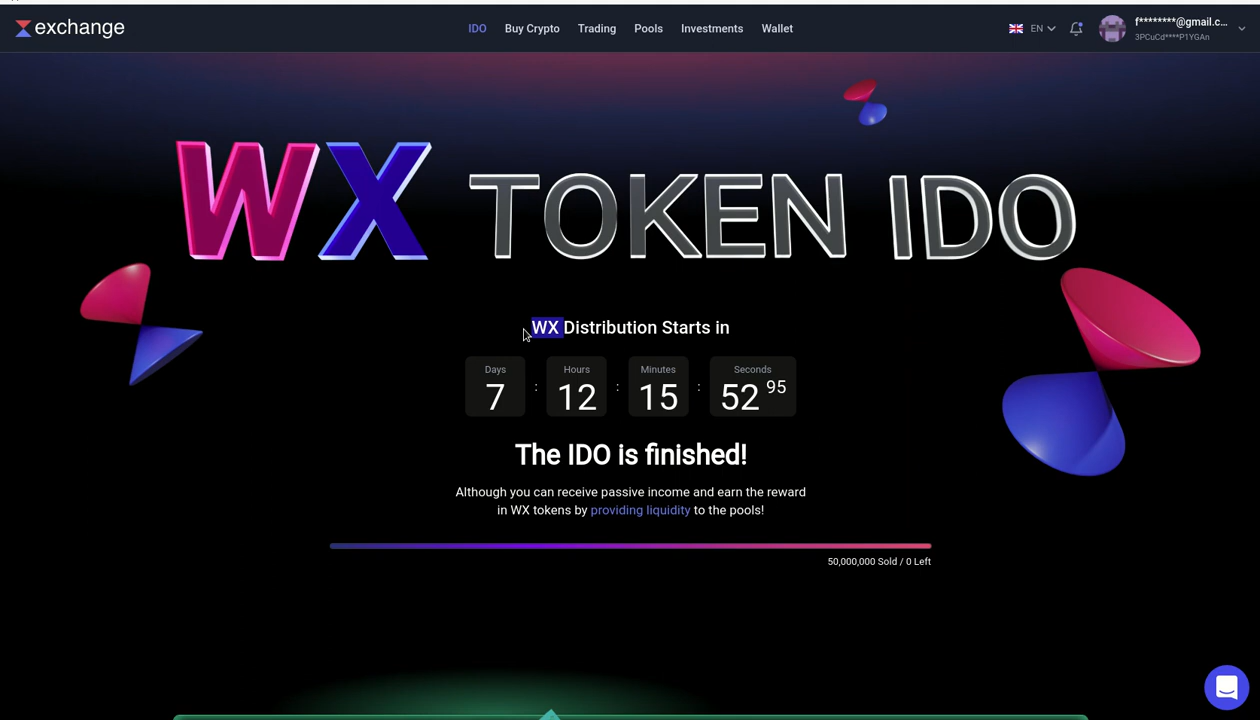 exchange
IDO
Buy Crypto
Trading
Pools
Investments
Wallet
EN
f********@gmail.c...
3PCuCd****P1YGAn
WX TOKEN IDO
WX Distribution Starts in
Days
Hours
Minutes
Seconds
7 : 12 : 15 : 52 95
The IDO is finished!
Although you can receive passive income and earn the reward
in WX tokens by providing liquidity to the pools!
50,000,000 Sold / 0 Left